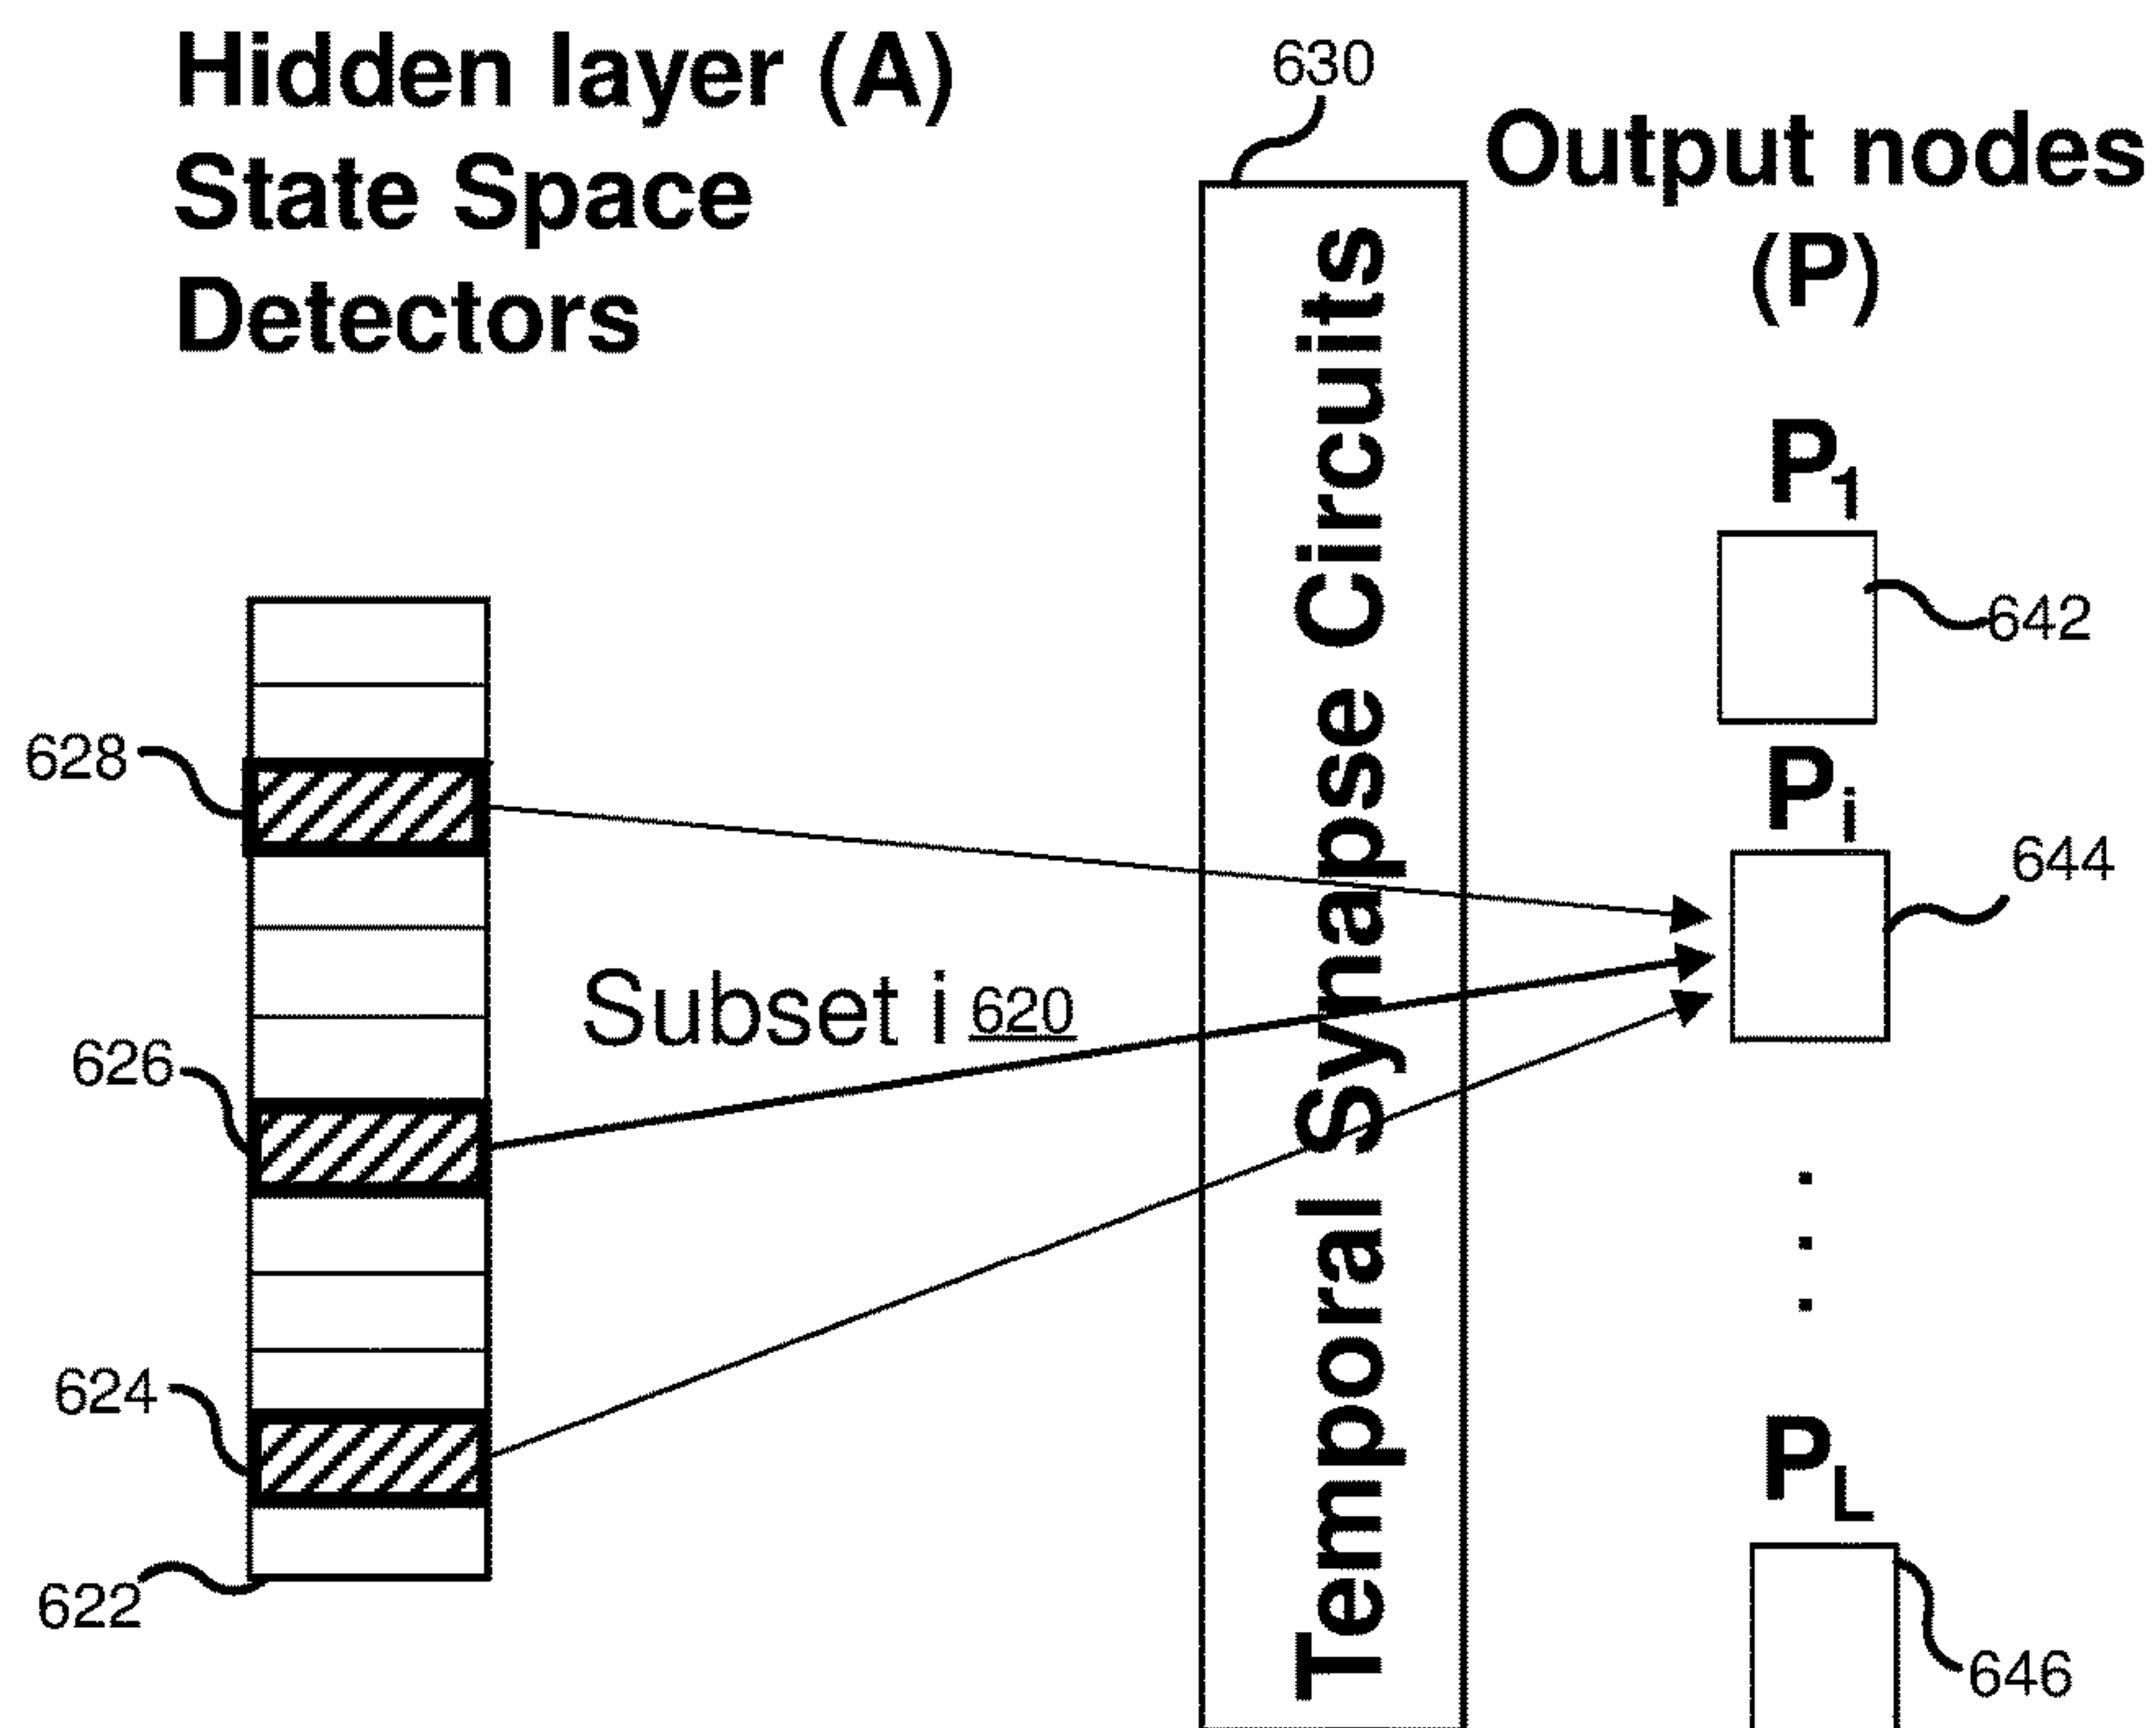 Hidden layer (A)
State Space
Detectors
630
Output nodes
(P)
P1
642
628
Pi
644
Subset i 620
626
Temporal Synapse Circuits
624
PL
622
646